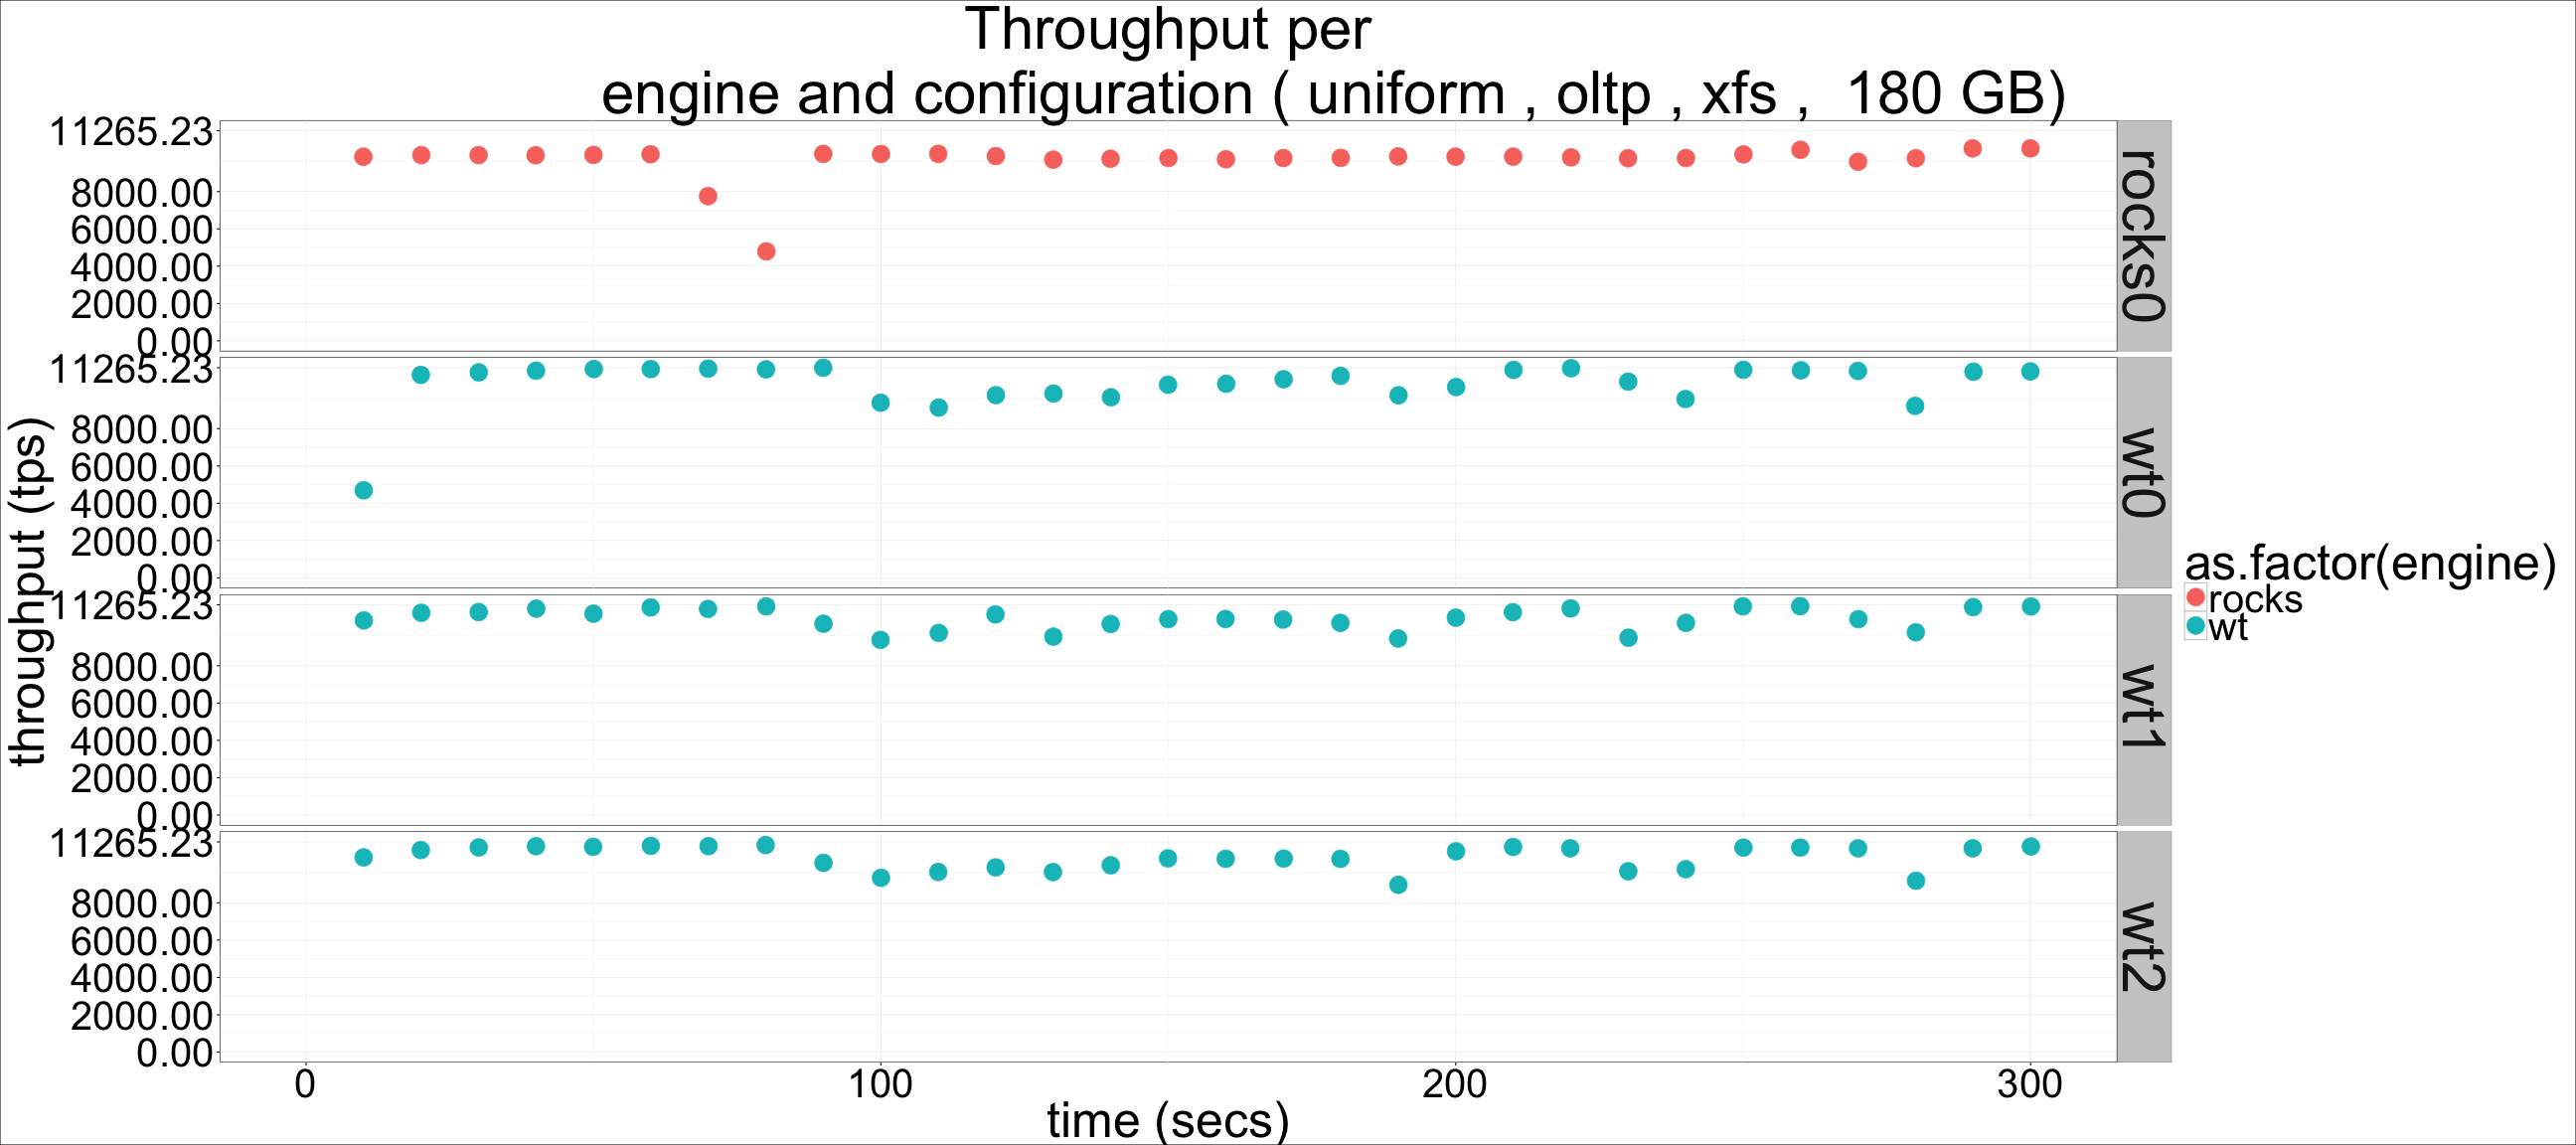 Throughput per
engine and configuration ( uniform , oltp , xfs ,  180 GB)
throughput (tps)
11265.23
8000.00
6000.00
4000.00
2000.00
0.00
rocks0
11265.23
8000.00
6000.00
4000.00
2000.00
0.00
wt0
11265.23
8000.00
6000.00
4000.00
2000.00
0.00
wt1
11265.23
8000.00
6000.00
4000.00
2000.00
0.00
wt2
0 100 200 300
time (secs)
as.factor(engine)
rocks
wt